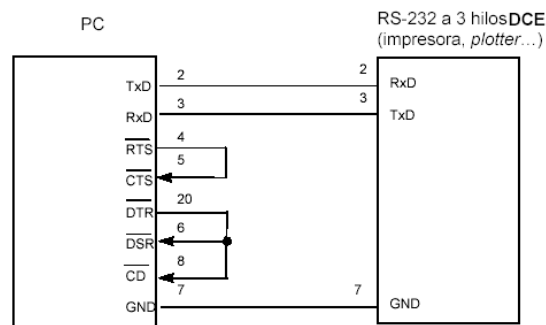 PC
RS-232 a 3 hilos DCE
(impresora, plotter...)
TxD 2 2 RxD
RxD 3 3 TxD
RTS 4
5
CTS
DTR 20
DSR 6
CD 8
GND 7 7 GND